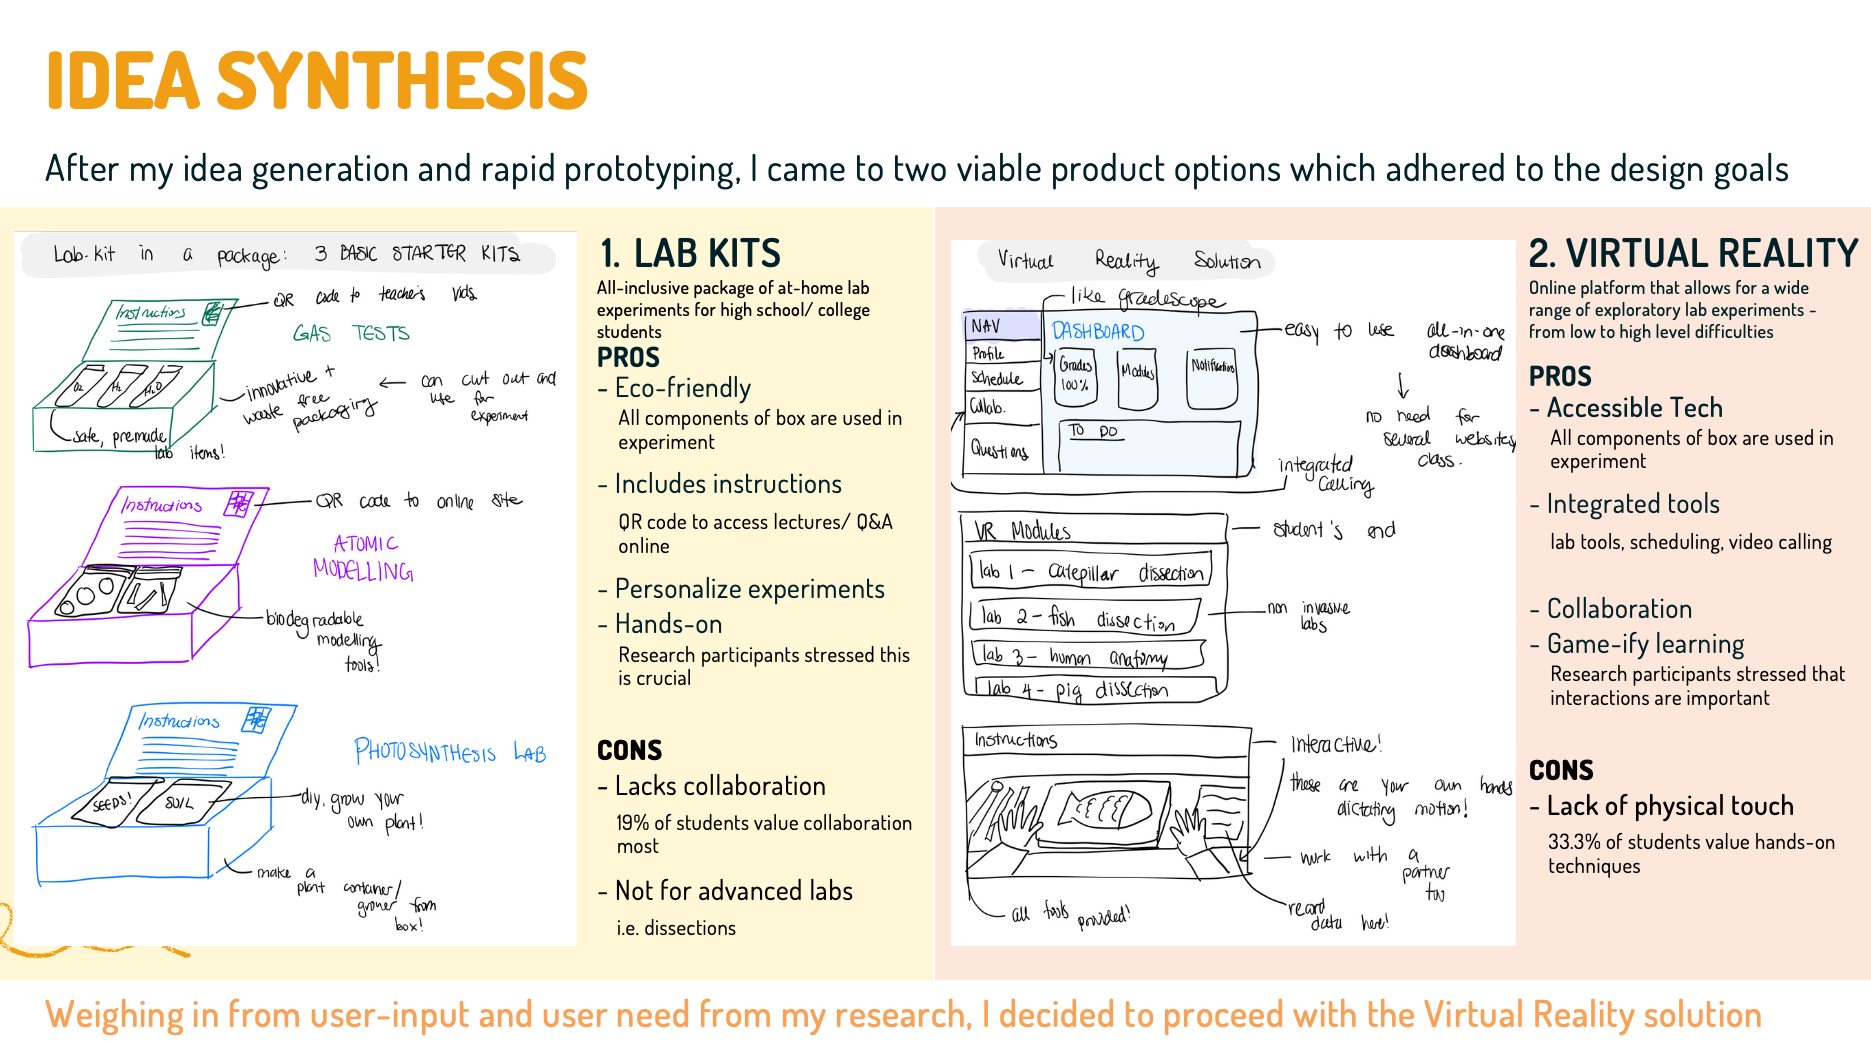 IDEA SYNTHESIS
After my idea generation and rapid prototyping, I came to two viable product options which adhered to the design goals
Lab-kit in a package: 3 BASIC STARTER KITS
Instructions
QR code to teacher's vids
GAS TESTS
O2
H2
H2O
innovative +
waste free
packaging
can cut out and
use for
experiment
safe, premade
lab items!
Instructions
QR code to online site
ATOMIC
MODELLING
biodegradable
modelling
tools!
Instructions
PHOTOSYNTHESIS LAB
SEEDS!
SOIL
diy, grow your
own plant!
make a
plant container/
grower from
box!
1. LAB KITS
All-inclusive package of at-home lab
experiments for high school/ college
students
PROS
- Eco-friendly
All components of box are used in
experiment
- Includes instructions
QR code to access lectures/ Q&A
online
- Personalize experiments
- Hands-on
Research participants stressed this
is crucial
CONS
- Lacks collaboration
19% of students value collaboration
most
- Not for advanced labs
i.e. dissections
Virtual Reality Solution
like gradescope
NAV
Profile
Schedule
Collab.
Questions
DASHBOARD
Grades
100%
Modules
Notifications
TO DO
easy to use all-in-one
dashboard
no need for
several websites
class.
integrated
calling
VR Modules
student's end
lab 1 - catepillar dissection
lab 2 - fish dissection
lab 3 - human anatomy
lab 4 - pig dissection
non invasive
labs
Instructions
interactive!
these are your own hands
dictating motion!
work with a
partner
too
record
data here!
all tools provided!
2. VIRTUAL REALITY
Online platform that allows for a wide
range of exploratory lab experiments -
from low to high level difficulties
PROS
- Accessible Tech
All components of box are used in
experiment
- Integrated tools
lab tools, scheduling, video calling
- Collaboration
- Game-ify learning
Research participants stressed that
interactions are important
CONS
- Lack of physical touch
33.3% of students value hands-on
techniques
Weighing in from user-input and user need from my research, I decided to proceed with the Virtual Reality solution